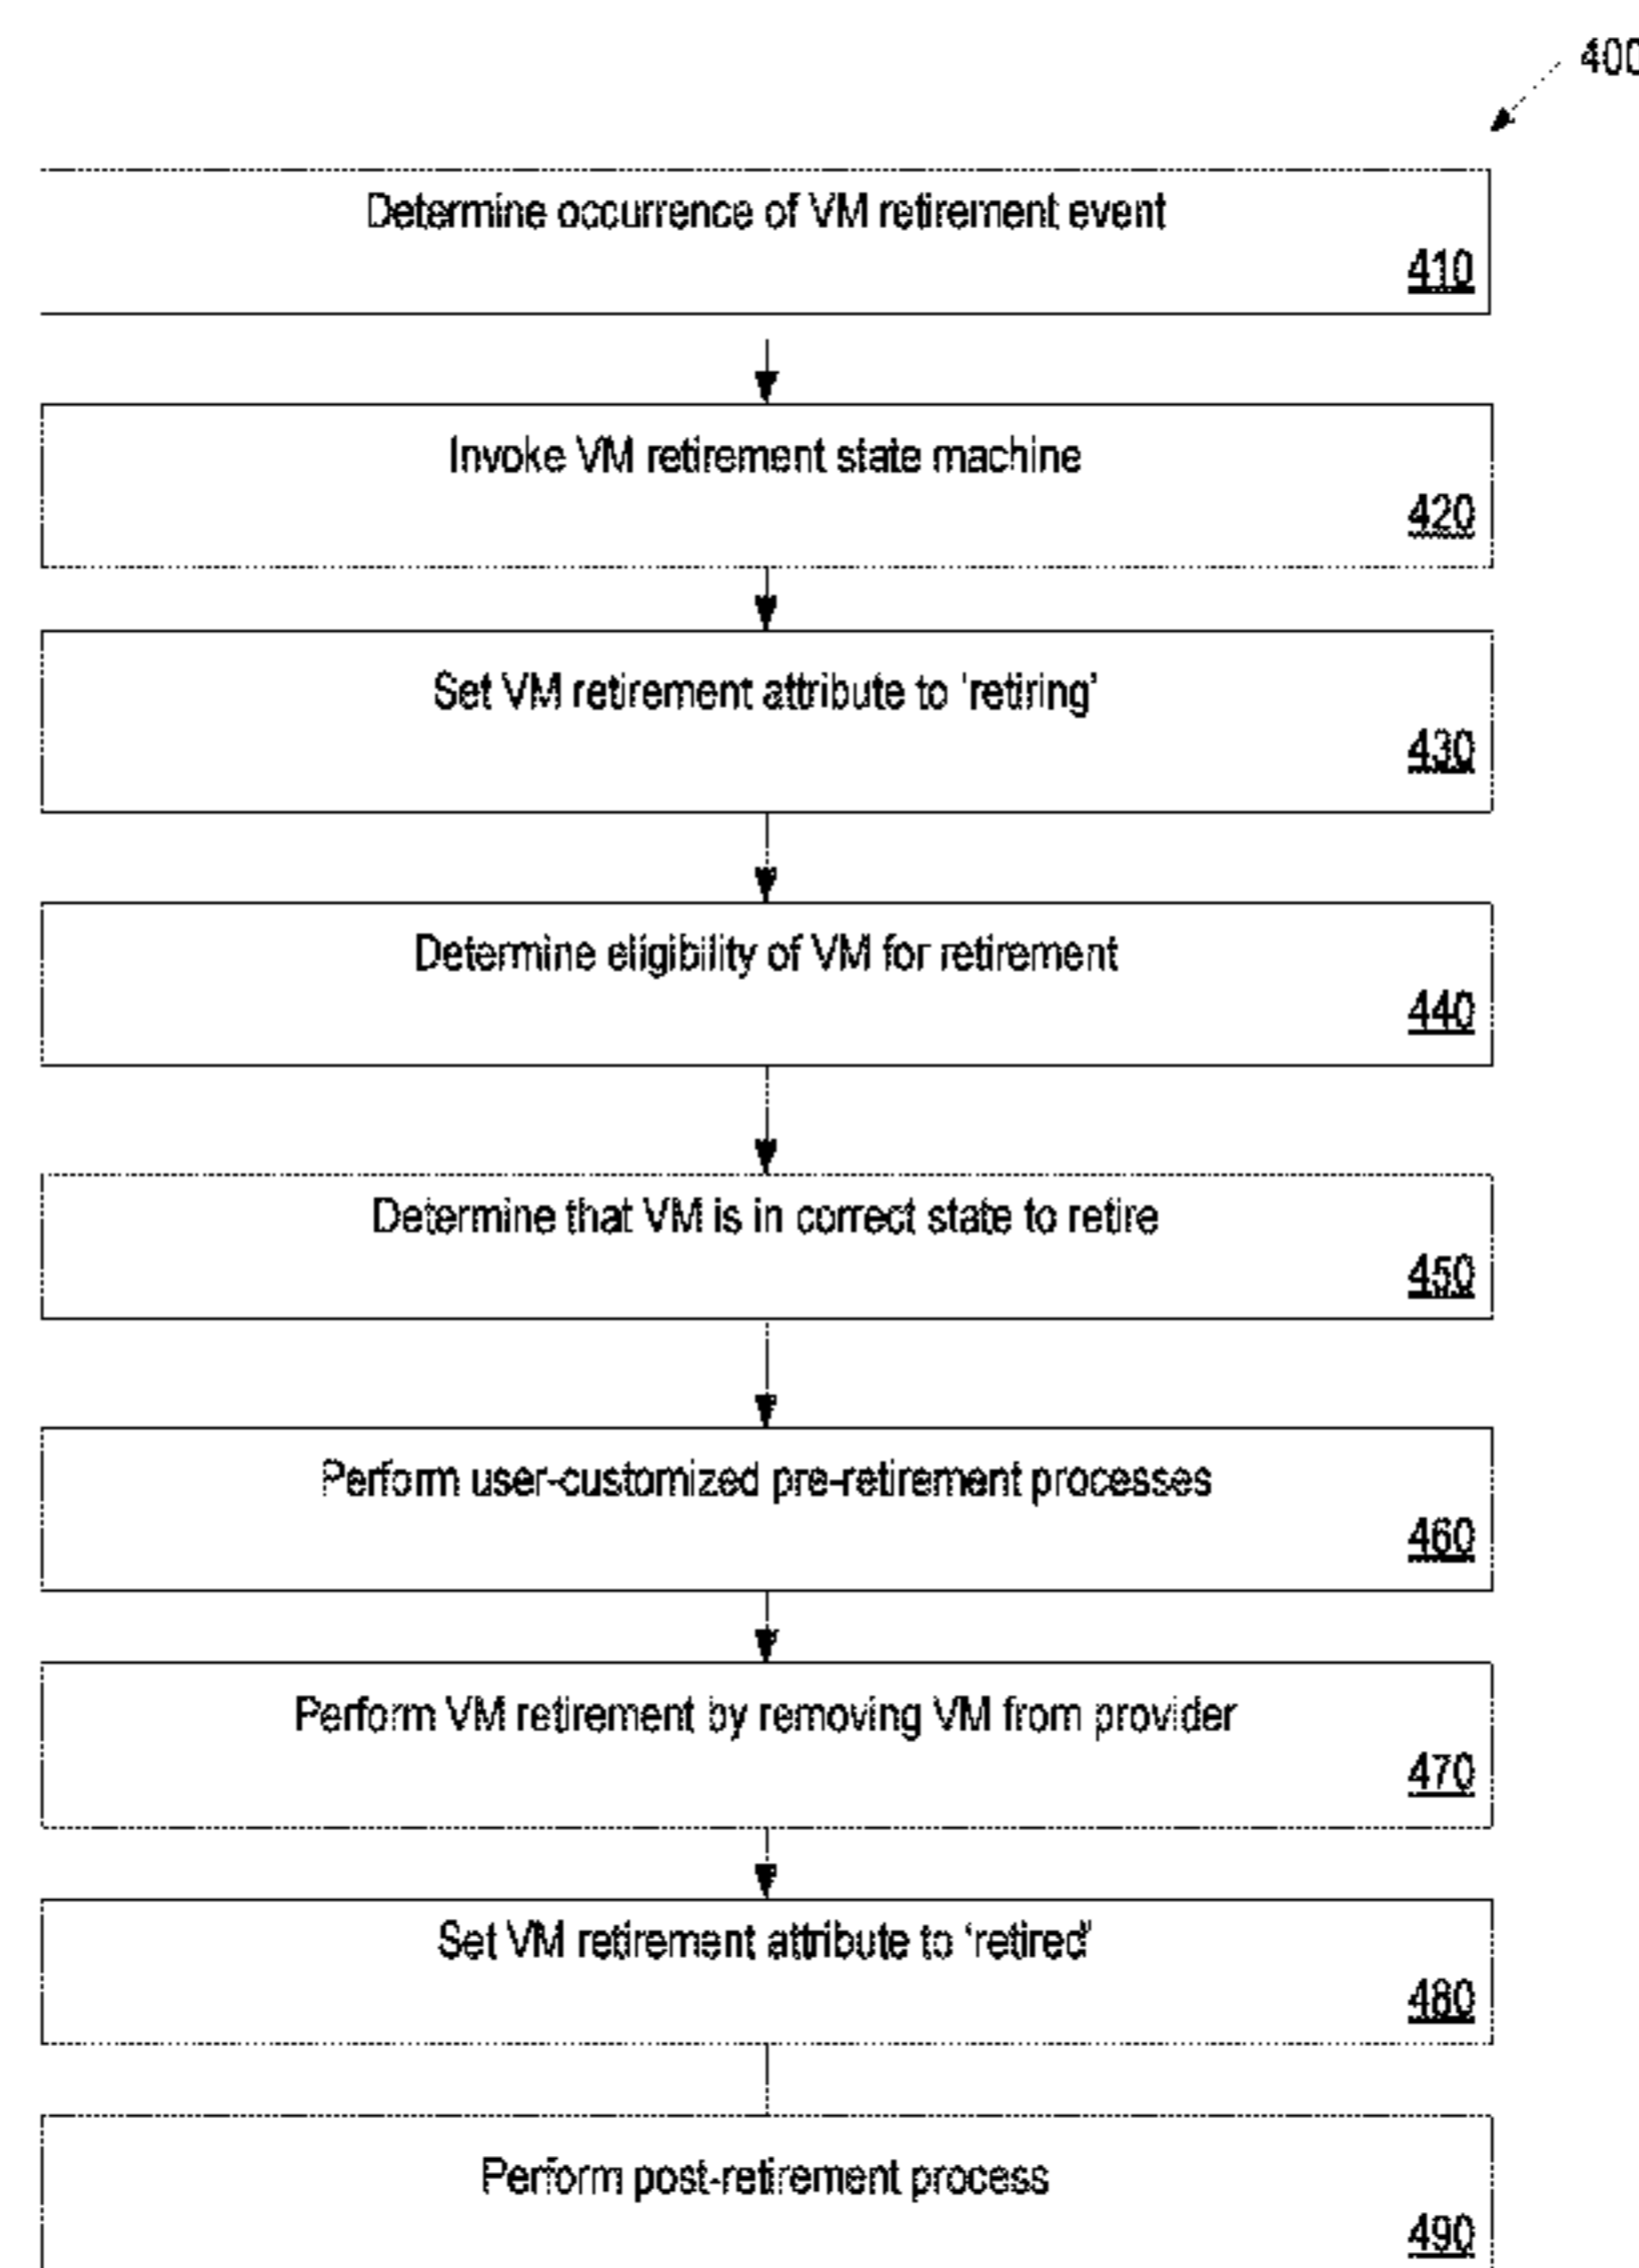 400
Determine occurrence of VM retirement event
410
Invoke VM retirement state machine
420
Set VM retirement attribute to 'retiring'
430
Determine eligibility of VM for retirement
440
Determine that VM is in correct state to retire
450
Perform user-customized pre-retirement processes
460
Perform VM retirement by removing VM from provider
470
Set VM retirement attribute to 'retired'
480
Perform post-retirement process
490